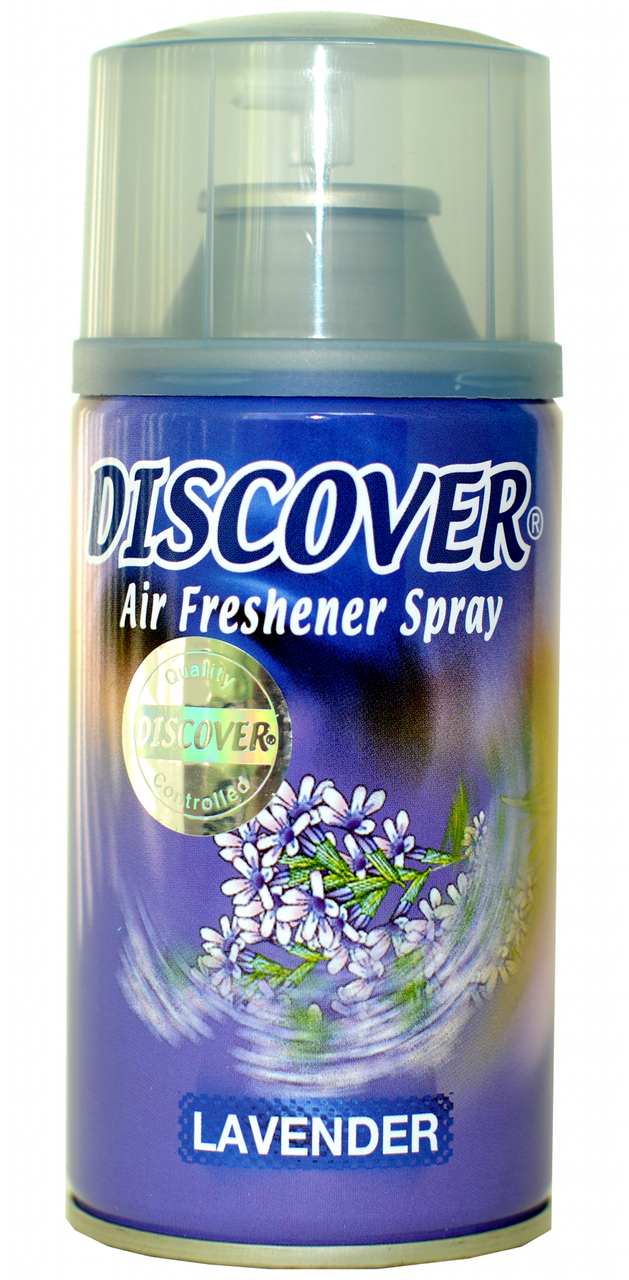 DISCOVER®
Air Freshener Spray
Quality
DISCOVER®
Controlled
LAVENDER